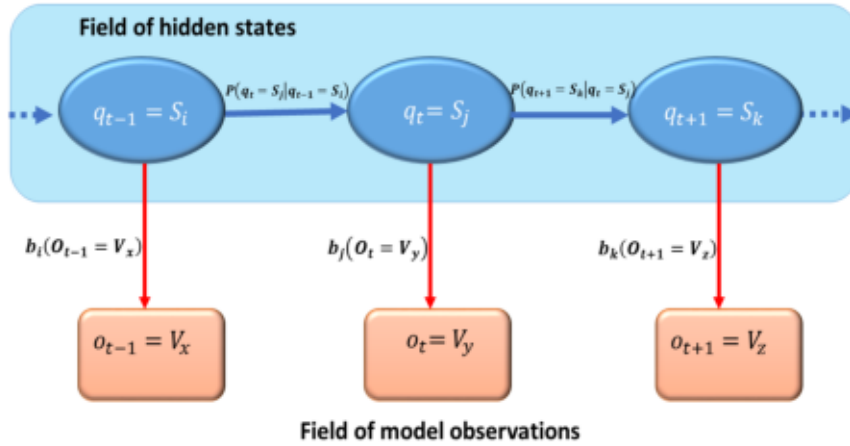 Field of hidden states
P(q_t = S_j|q_{t-1} = S_i)
P(q_{t+1} = S_k|q_t = S_j)
q_{t-1} = S_i
q_t = S_j
q_{t+1} = S_k
b_i(O_{t-1} = V_x)
b_j(O_t = V_y)
b_k(O_{t+1} = V_z)
o_{t-1} = V_x
o_t = V_y
o_{t+1} = V_z
Field of model observations